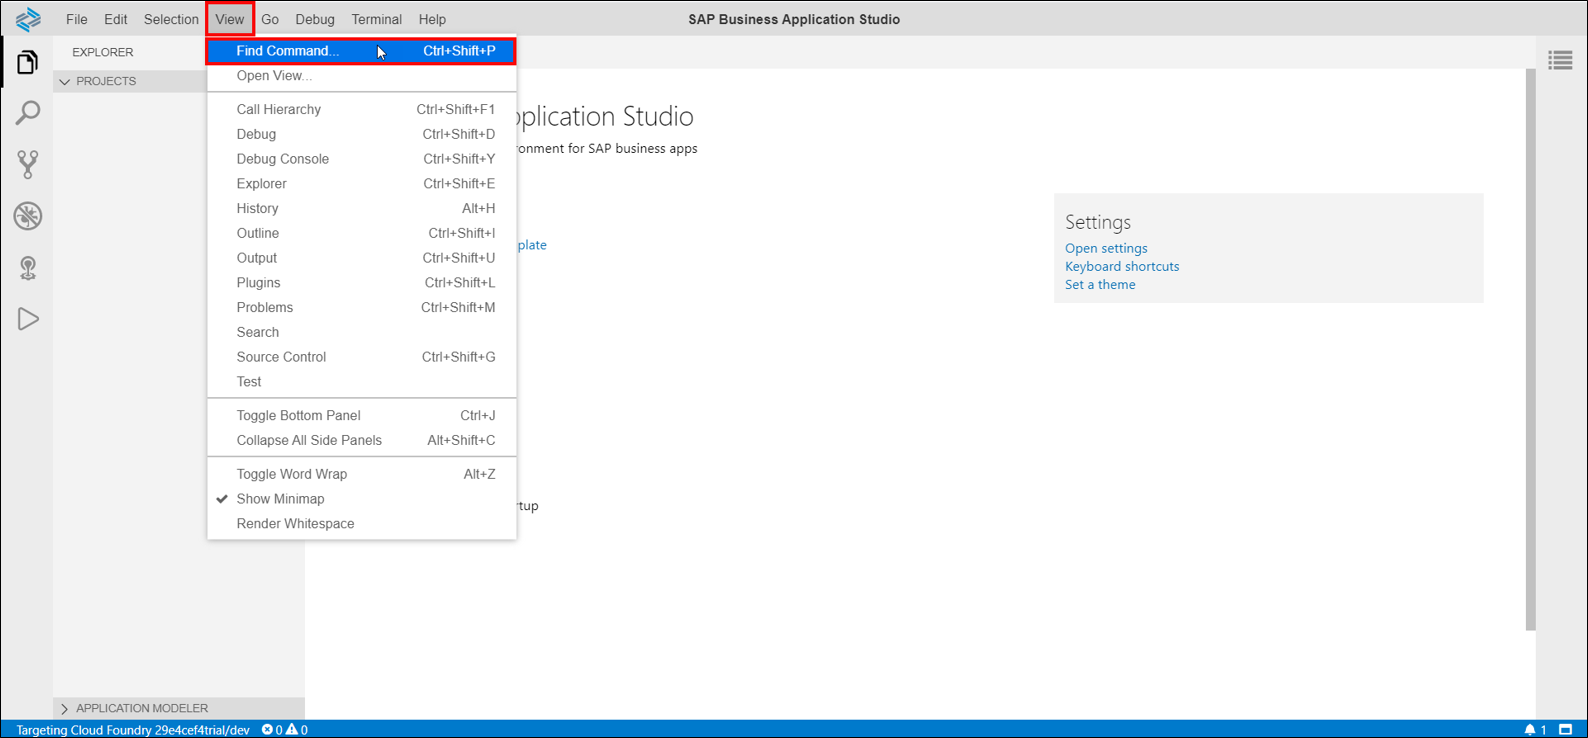 File Edit Selection View Go Debug Terminal Help SAP Business Application Studio
EXPLORER
PROJECTS
Find Command... Ctrl+Shift+P
Open View...
Call Hierarchy Ctrl+Shift+F1
Debug Ctrl+Shift+D
Debug Console Ctrl+Shift+Y
Explorer Ctrl+Shift+E
History Alt+H
Outline Ctrl+Shift+I
Output Ctrl+Shift+U
Plugins Ctrl+Shift+L
Problems Ctrl+Shift+M
Search
Source Control Ctrl+Shift+G
Test
Toggle Bottom Panel Ctrl+J
Collapse All Side Panels Alt+Shift+C
Toggle Word Wrap Alt+Z
Show Minimap
Render Whitespace
pplication Studio
ronment for SAP business apps
plate
rtup
Settings
Open settings
Keyboard shortcuts
Set a theme
APPLICATION MODELER
Targeting Cloud Foundry 29e4cef4trial/dev 0 0 1